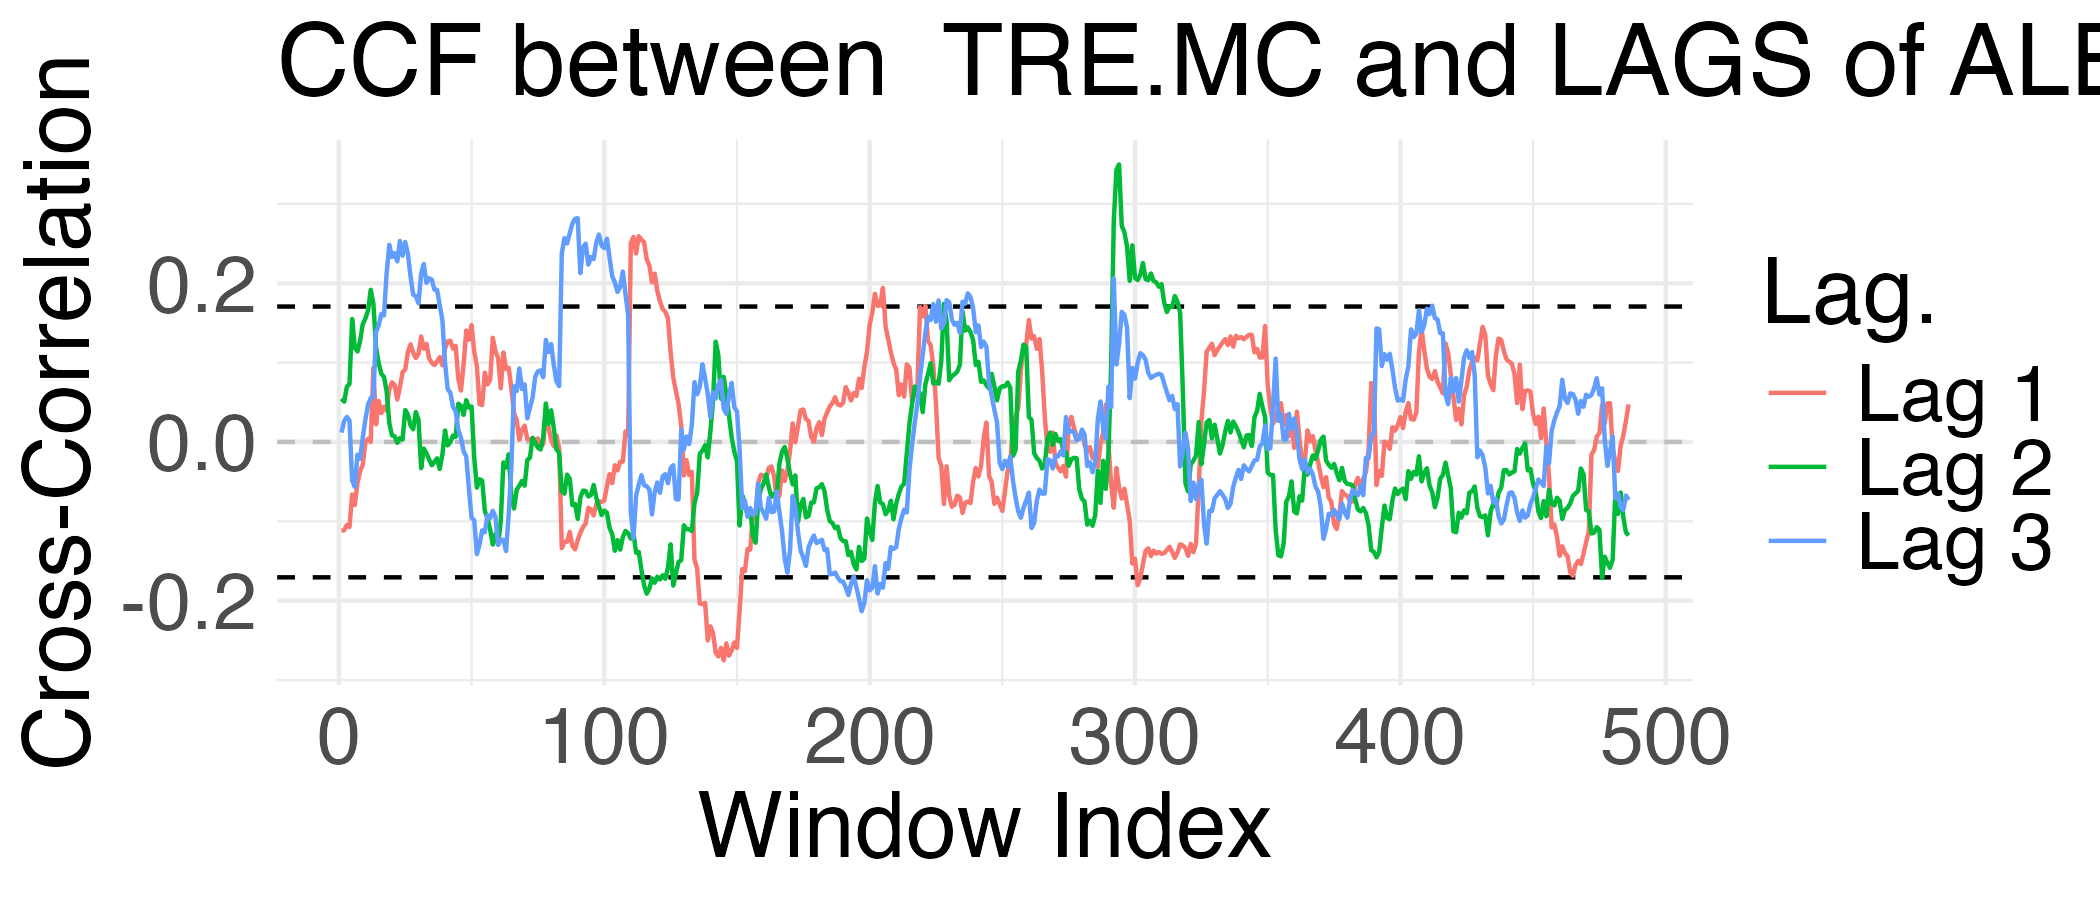 CCF between  TRE.MC and LAGS of ALE
Cross-Correlation
0.2
0.0
-0.2
0 100 200 300 400 500
Window Index
Lag.
Lag 1
Lag 2
Lag 3